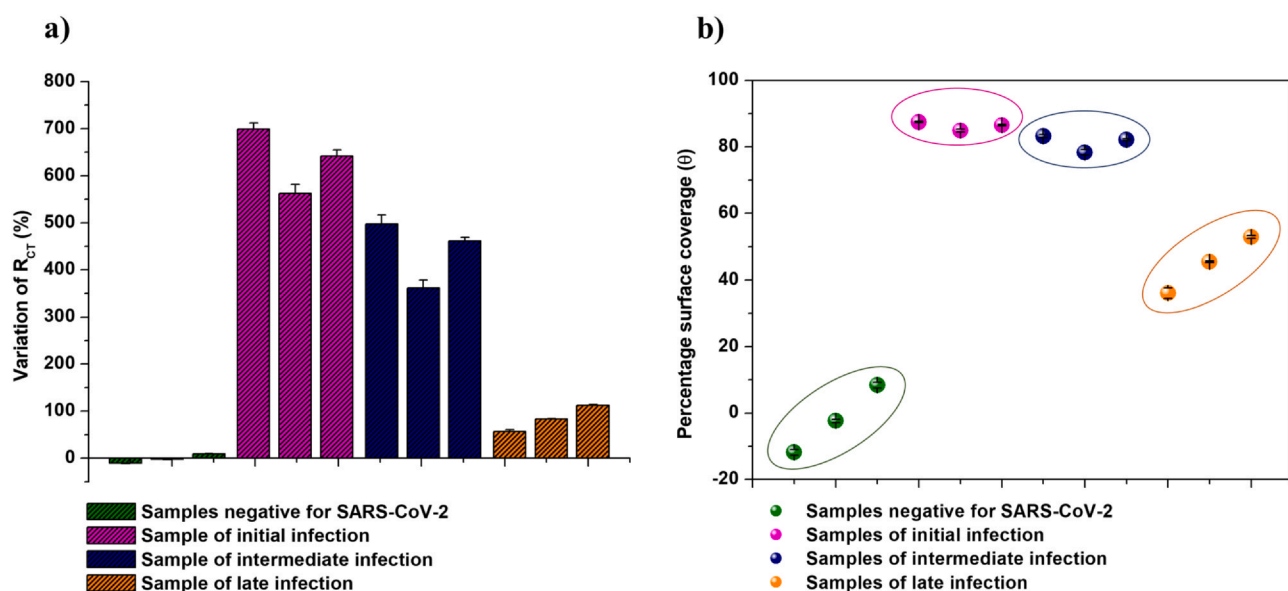 a)
Variation of RCT (%)
800
700
600
500
400
300
200
100
0
Samples negative for SARS-CoV-2
Sample of initial infection
Sample of intermediate infection
Sample of late infection
b)
Percentage surface coverage (θ)
100
80
60
40
20
0
-20
Samples negative for SARS-CoV-2
Samples of initial infection
Samples of intermediate infection
Samples of late infection